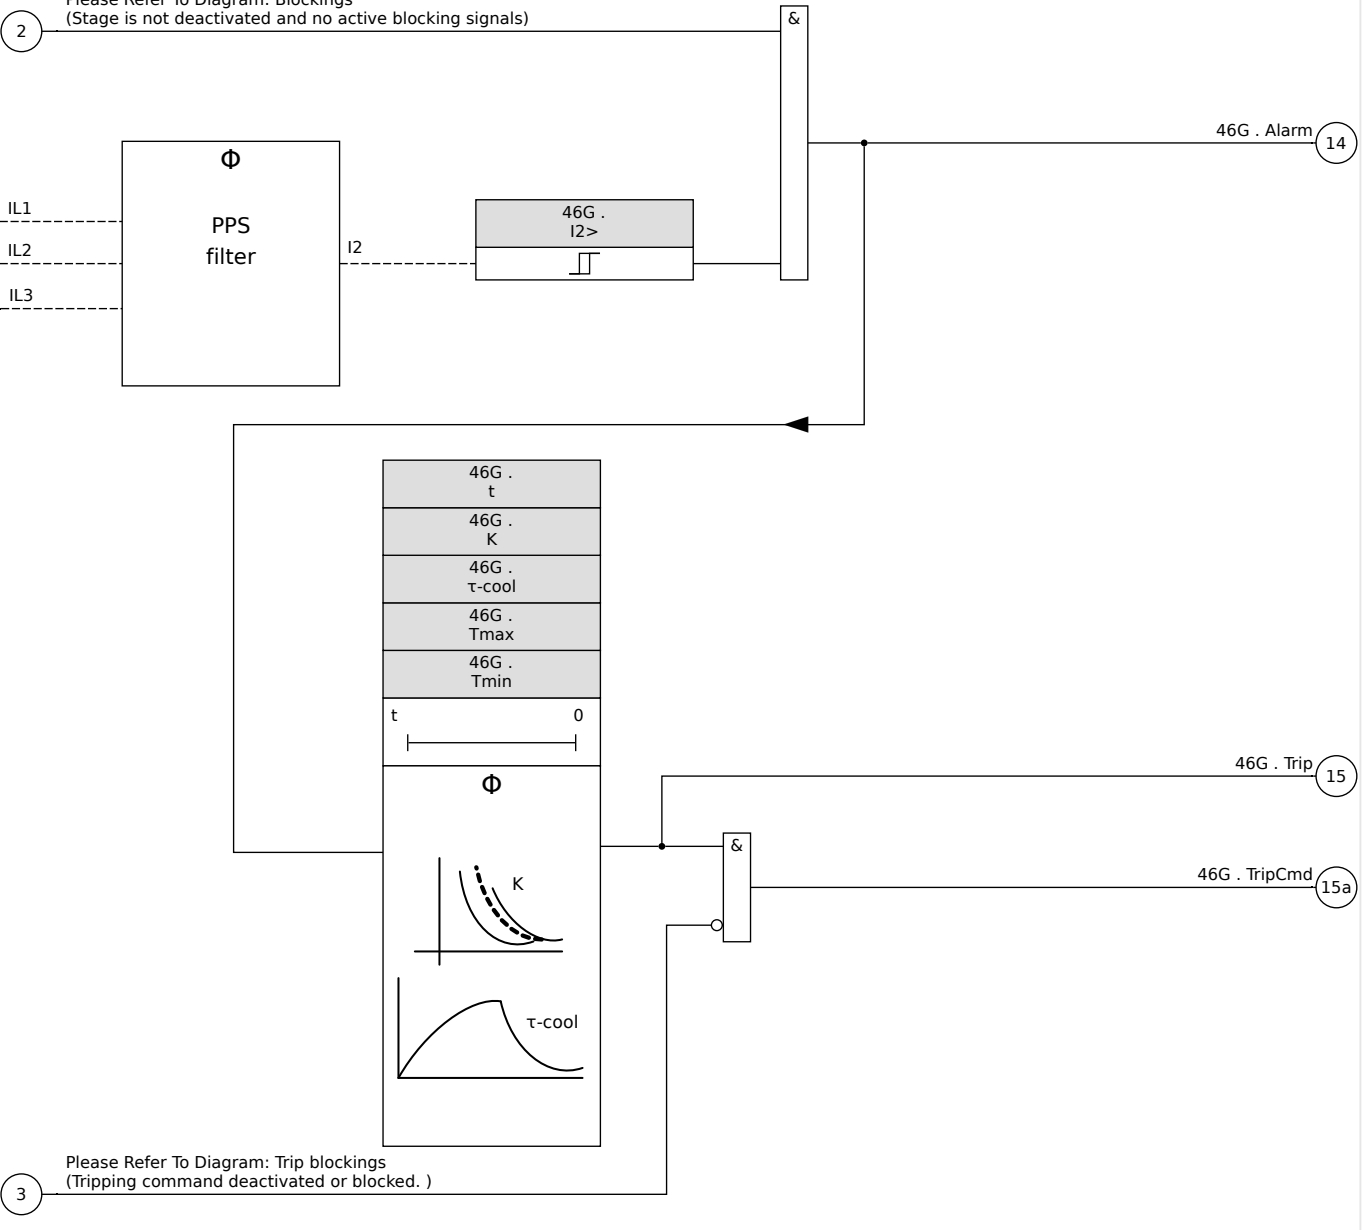 Please Refer To Diagram: Blockings
(Stage is not deactivated and no active blocking signals)
2
&
46G . Alarm
14
Φ
PPS
filter
IL1
IL2
IL3
I2
46G .
I2>
46G .
t
46G .
K
46G .
τ-cool
46G .
Tmax
46G .
Tmin
t 0
Φ
K
τ-cool
46G . Trip
15
&
46G . TripCmd
15a
Please Refer To Diagram: Trip blockings
(Tripping command deactivated or blocked. )
3